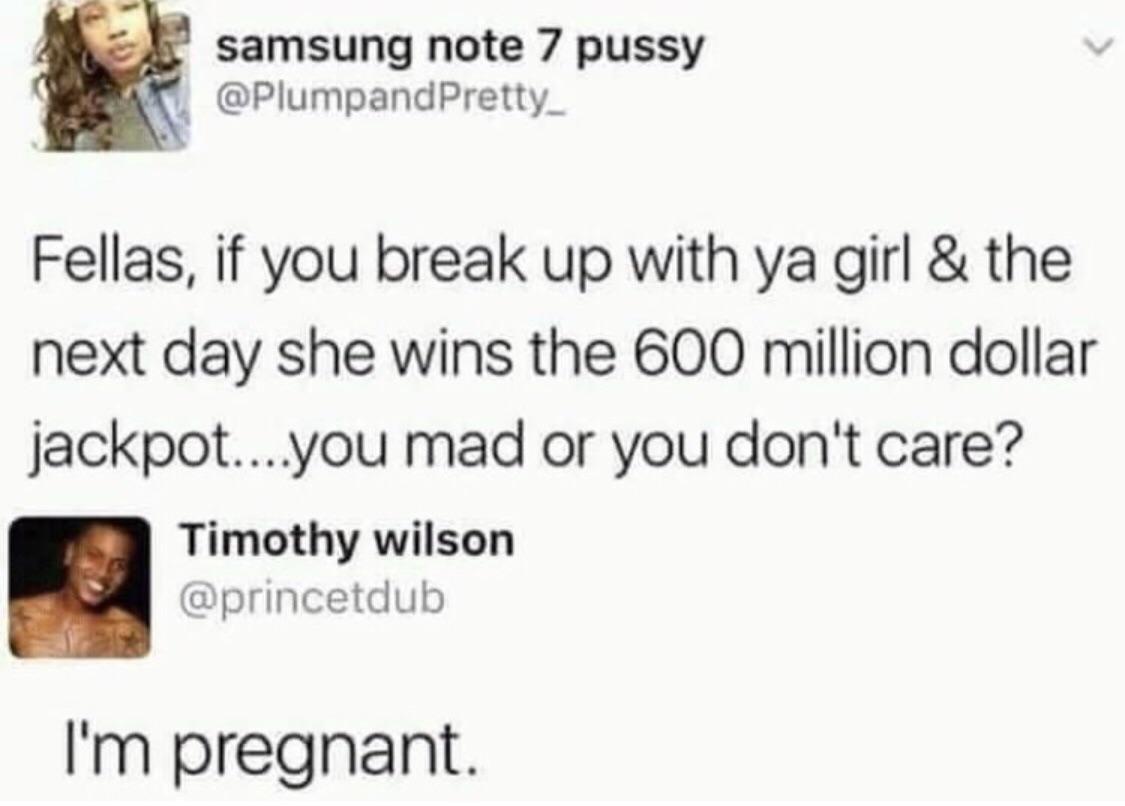 samsung note 7 pussy
@PlumpandPretty_
Fellas, if you break up with ya girl & the
next day she wins the 600 million dollar
jackpot....you mad or you don't care?
Timothy wilson
@princetdub
I'm pregnant.